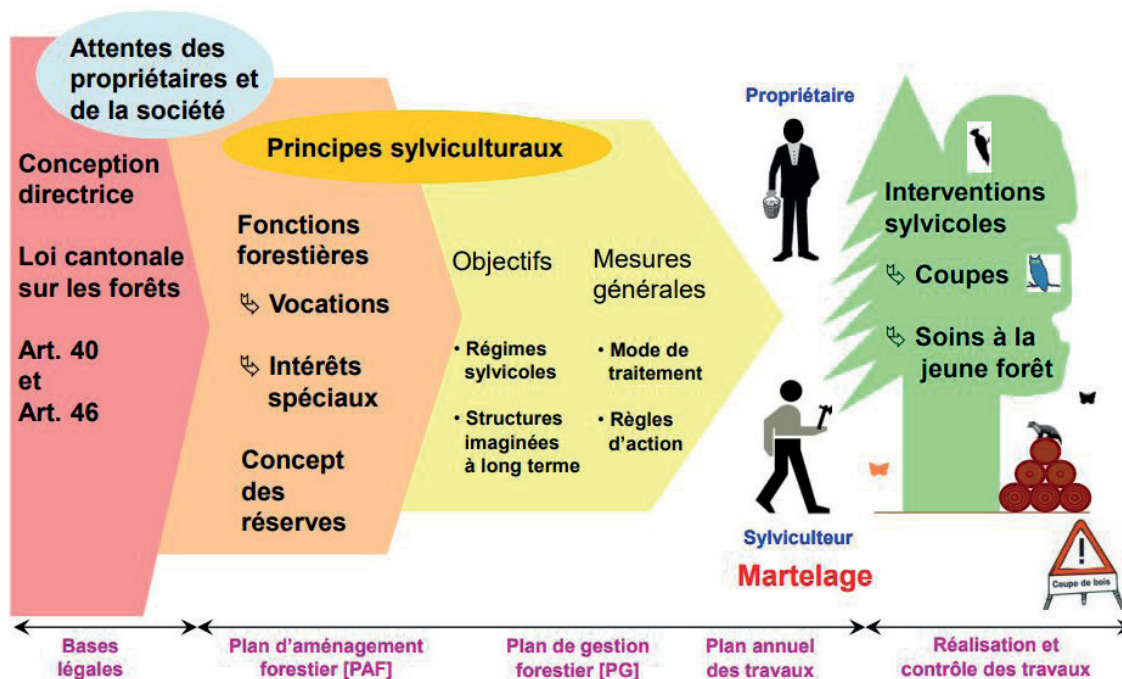 Attentes des
propriétaires et
de la société
Principes sylviculturaux
Conception
directrice
Loi cantonale
sur les forêts
Art. 40
et
Art. 46
Fonctions
forestières
Vocations
Intérêts
spéciaux
Concept
des
réserves
Objectifs
• Régimes
sylvicoles
• Structures
imaginées
à long terme
Mesures
générales
• Mode de
traitement
• Règles
d'action
Propriétaire
Sylviculteur
Martelage
Interventions
sylvicoles
Coupes
Soins à la
jeune forêt
!
Coupe de bois
Bases
légales
Plan d'aménagement
forestier [PAF]
Plan de gestion
forestier [PG]
Plan annuel
des travaux
Réalisation et
contrôle des travaux